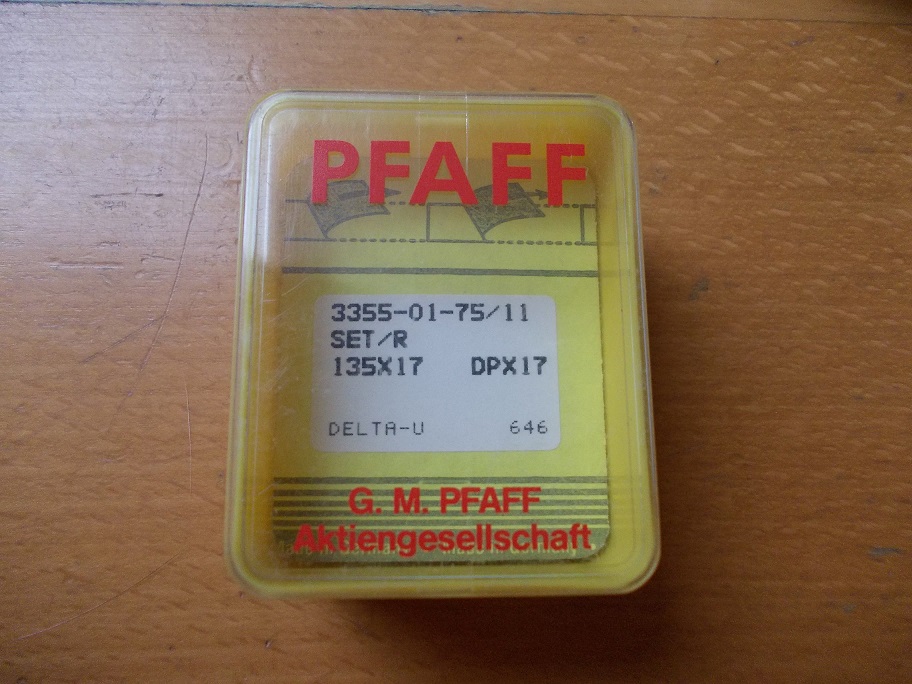 PFAFF
3355-01-75/11
SET/R
135X17 DPX17
DELTA-U 646
G. M. PFAFF
Aktiengesellschaft